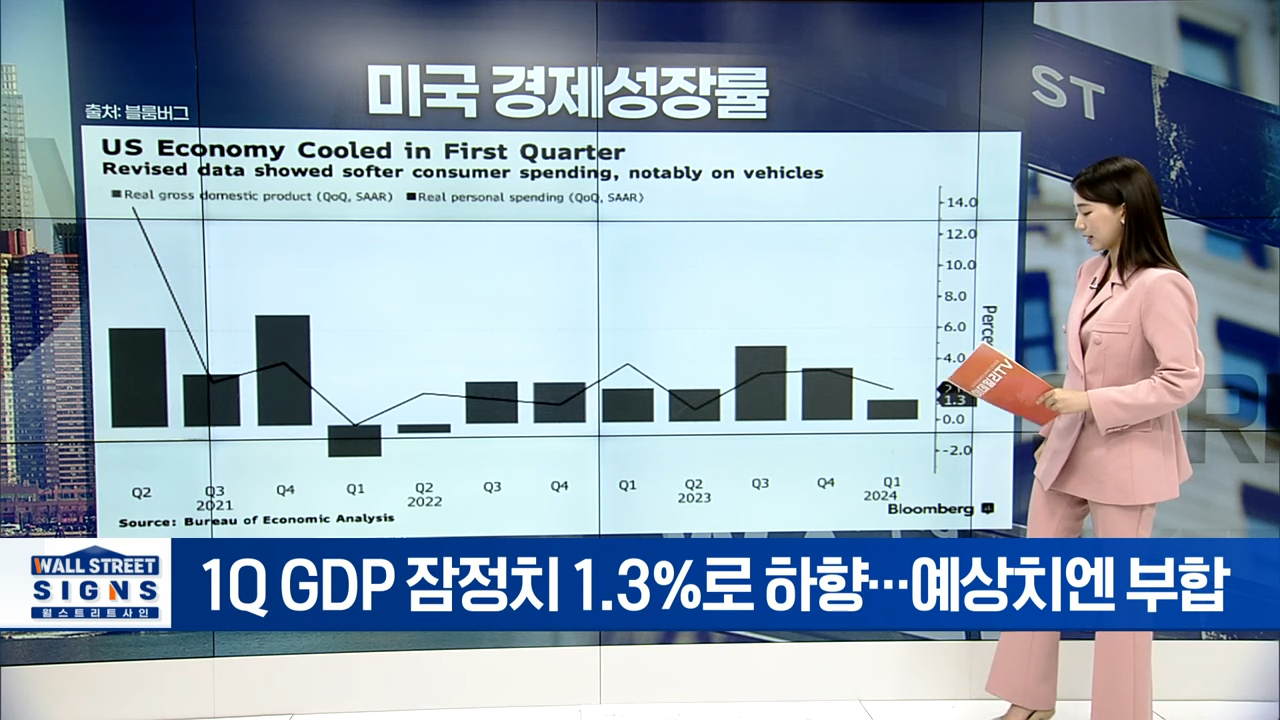 미국 경제성장률
출처: 블룸버그
US Economy Cooled in First Quarter
Revised data showed softer consumer spending, notably on vehicles
Real gross domestic product (QoQ, SAAR) Real personal spending (QoQ, SAAR)
14.0
12.0
10.0
8.0
6.0
4.0
1.3
0.0
-2.0
Q2 Q3 Q4 Q1 Q2 Q3 Q4 Q1 Q2 Q3 Q4 Q1
2021 2022 2023 2024
Source: Bureau of Economic Analysis
Bloomberg
ST
WALL STREET
SIGNS
월스트리트사인
1Q GDP 잠정치 1.3%로 하향…예상치엔 부합